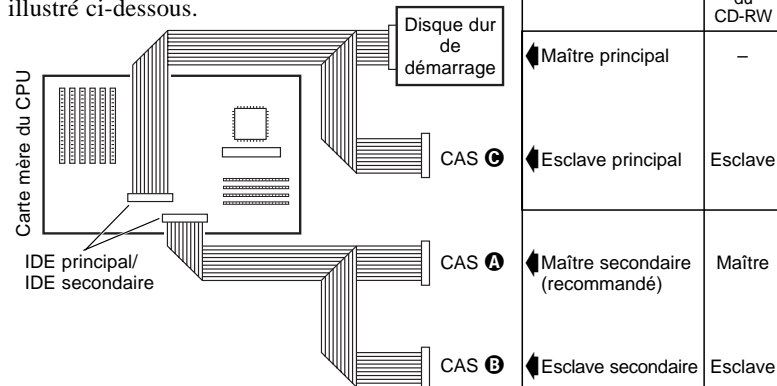 illustré ci-dessous.
du
CD-RW
Disque dur
de
démarrage
Maître principal
–
Carte mère du CPU
CAS C
Esclave principal
Esclave
IDE principal/
IDE secondaire
CAS A
Maître secondaire
(recommandé)
Maître
CAS B
Esclave secondaire
Esclave